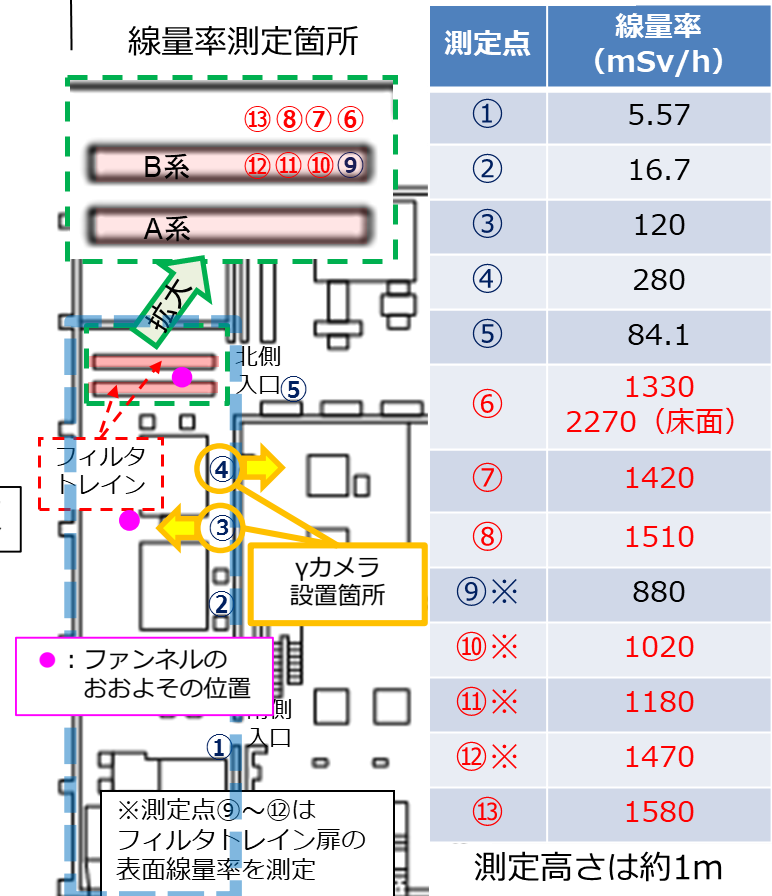 線量率測定箇所
⑬⑧⑦⑥
B系 ⑫⑪⑩⑨
A系
拡大
北側
入口
⑤
フィルタ
トレイン
④
③
γカメラ
設置箇所
②
●：ファンネルの
おおよその位置
側
入口
①
※測定点⑨～⑫は
フィルタトレイン扉の
表面線量率を測定
測定点 線量率
（mSv/h）
① 5.57
② 16.7
③ 120
④ 280
⑤ 84.1
⑥ 1330
2270（床面）
⑦ 1420
⑧ 1510
⑨※ 880
⑩※ 1020
⑪※ 1180
⑫※ 1470
⑬ 1580
測定高さは約1m